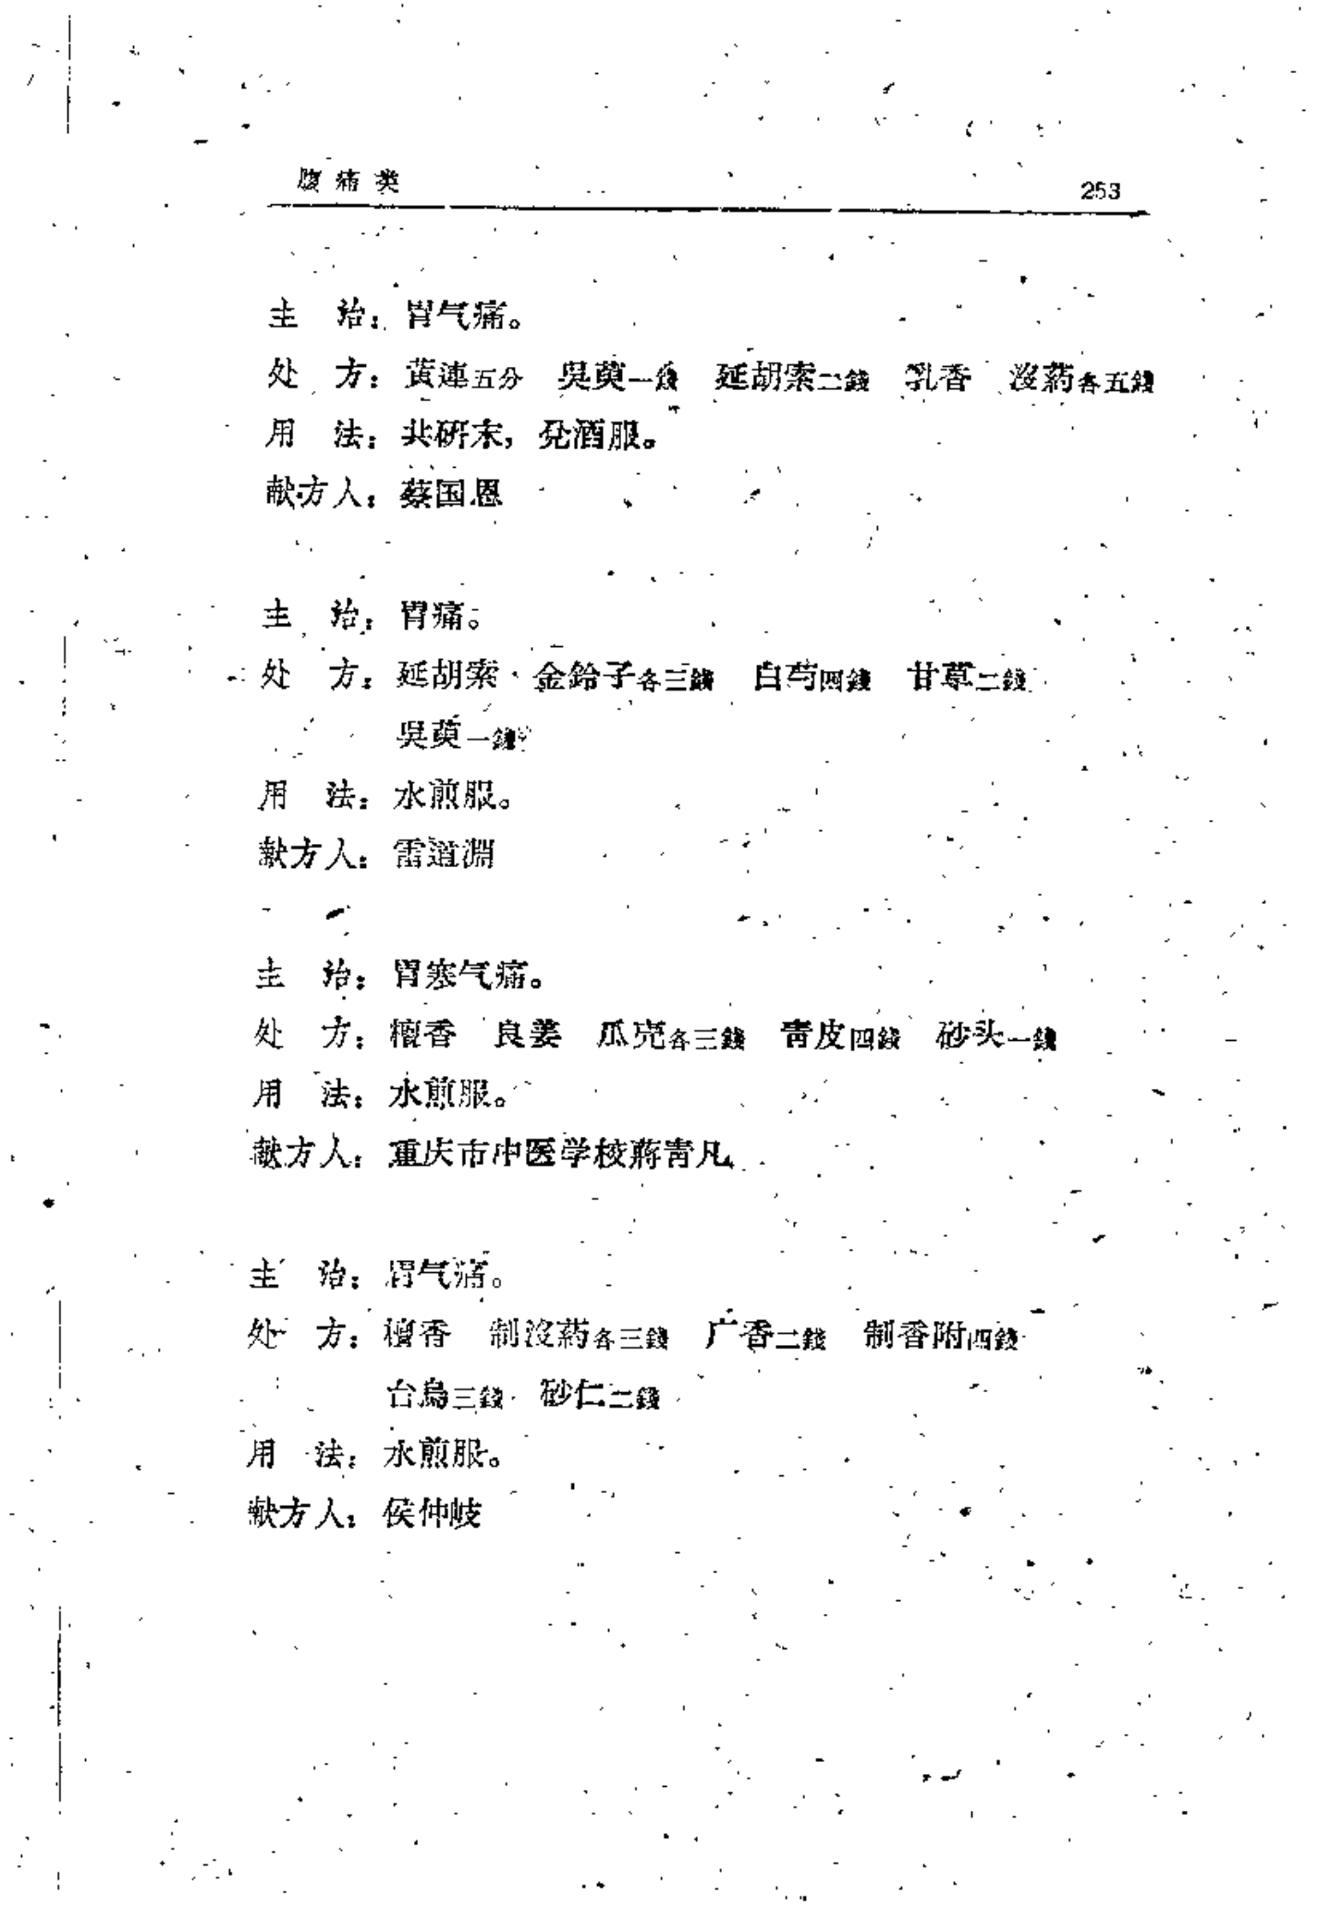 腹痛类 253
主 治：胃气痛。
处 方：黄連五分 吳萸一錢 延胡索二錢 乳香 沒药各五錢
用 法：共研末，兑酒服。
献方人：蔡国恩
主 治：胃痛。
处 方：延胡索 金鈴子各三錢 白芍四錢 甘草二錢
吳萸一錢
用 法：水煎服。
献方人：雷道淵
主 治：胃寒气痛。
处 方：檀香 良姜 瓜壳各三錢 青皮四錢 砂头一錢
用 法：水煎服。
献方人：重庆市中医学校蔣青凡
主 治：胃气痛。
处 方：檀香 制沒药各三錢 广香二錢 制香附四錢
台烏三錢 砂仁二錢
用 法：水煎服。
献方人：侯仲岐